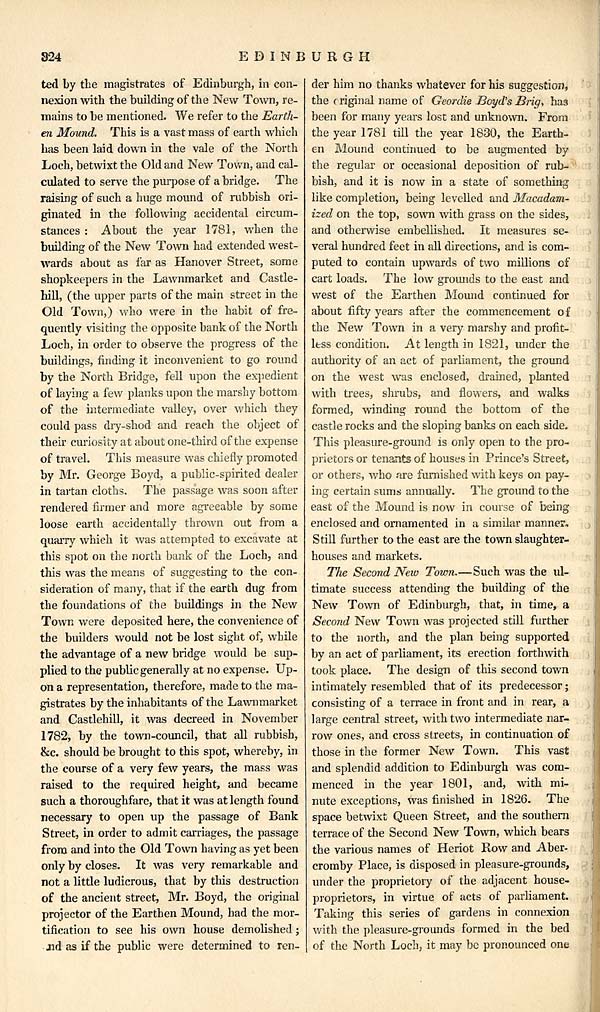 324
EDINBURGH
ted by the magistrates of Edinburgh, in con-
nexion with the building of the New Town, re-
mains to be mentioned. We refer to the Earth-
en Mound. This is a vast mass of earth which
has been laid down in the vale of the North
Loch, betwixt the Old and New Town, and cal-
culated to serve the purpose of a bridge. The
raising of such a huge mound of rubbish ori-
ginated in the following accidental circum-
stances : About the year 1781, when the
building of the New Town had extended west-
wards about as far as Hanover Street, some
shopkeepers in the Lawnmarket and Castle-
hill, (the upper parts of the main street in the
Old Town,) who were in the habit of fre-
quently visiting the opposite bank of the North
Loch, in order to observe the progress of the
buildings, finding it inconvenient to go round
by the North Bridge, fell upon the expedient
of laying a few planks upon the marshy bottom
of the intermediate valley, over which they
could pass dry-shod and reach the object of
their curiosity at about one-third of the expense
of travel. This measure was chiefly promoted
by Mr. George Boyd, a public-spirited dealer
in tartan cloths. The passage was soon after
rendered firmer and more agreeable by some
loose earth accidentally thrown out from a
quarry which it was attempted to excavate at
this spot on the north bank of the Loch, and
this was the means of suggesting to the con-
sideration of many, that if the earth dug from
the foundations of the buildings in the New
Town were deposited here, the convenience of
the builders would not be lost sight of, while
the advantage of a new bridge would be sup-
plied to the public generally at no expense. Up-
on a representation, therefore, made to the ma-
gistrates by the inhabitants of the Lawnmarket
and Castlehill, it was decreed in November
1782, by the town-council, that all rubbish,
&c. should be brought to this spot, whereby, in
the course of a very few years, the mass was
raised to the required height, and became
such a thoroughfare, that it was at length found
necessary to open up the passage of Bank
Street, in order to admit carriages, the passage
from and into the Old Town having as yet been
only by closes. It was very remarkable and
not a little ludicrous, that by this destruction
of the ancient street, Mr. Boyd, the original
projector of the Earthen Mound, had the mor-
tification to see his own house demolished;
nd as if the public were determined to ren-
der him no thanks whatever for his suggestion,
the original name of Geordie Boyd's Brig, has
been for many years lost and unknown. From
the year 1781 till the year 1830, the Earth-
en Mound continued to be augmented by
the regular or occasional deposition of rub-
bish, and it is now in a state of something
like completion, being levelled and Macadam-
ized on the top, sown with grass on the sides,
and otherwise embellished. It measures se-
veral hundred feet in all directions, and is com-
puted to contain upwards of two millions of
cart loads. The low grounds to the east and
west of the Earthen Mound continued for
about fifty years after the commencement of
the New Town in a very marshy and profit-
less condition. At length in 1821, under the
authority of an act of parliament, the ground
on the west was enclosed, drained, planted
with trees, shrubs, and flowers, and walks
formed, winding round the bottom of the
castle rocks and the sloping banks on each side.
This pleasure-ground is only open to the pro-
prietors or tenants of houses in Prince's Street,
or others, who are furnished with keys on pay-
ing certain sums annually. The ground to the
east of the Mound is now in course of being
enclosed and ornamented in a similar manner.
Still further to the east are the town slaughter-
houses and markets.
The Second New Town.—Such was the ul-
timate success attending the building of the
New Town of Edinburgh, that, in time, a
Second New Town was projected still further
to the north, and the plan being supported
by an act of parliament, its erection forthwith
took place. The design of this second town
intimately resembled that of its predecessor;
consisting of a terrace in front and in rear, a
large central street, with two intermediate nar-
row ones, and cross streets, in continuation of
those in the former New Town. This vast
and splendid addition to Edinburgh was com-
menced in the year 1801, and, with mi-
nute exceptions, was finished in 1826. The
space betwixt Queen Street, and the southern
terrace of the Second New Town, which bears
the various names of Heriot Row and Aber-
cromby Place, is disposed in pleasure-grounds,
under the proprietory of the adjacent house-
proprietors, in virtue of acts of parliament.
Taking this series of gardens in connexion
with the pleasure-grounds formed in the bed
of the North Loch, it may be pronounced one